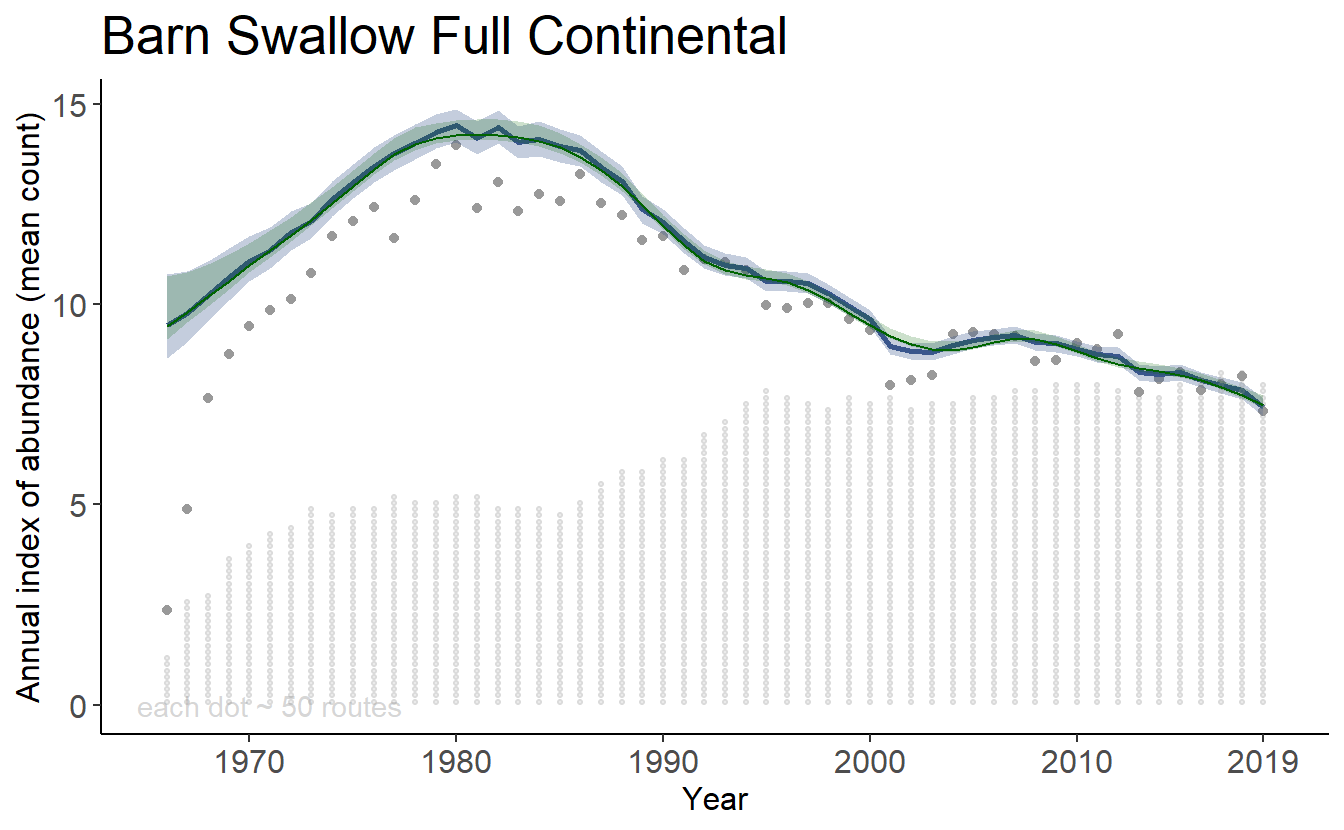 Barn Swallow Full Continental
Annual index of abundance (mean count)
15
10
5
0
each dot ~ 50 routes
1970 1980 1990 2000 2010 2019
Year